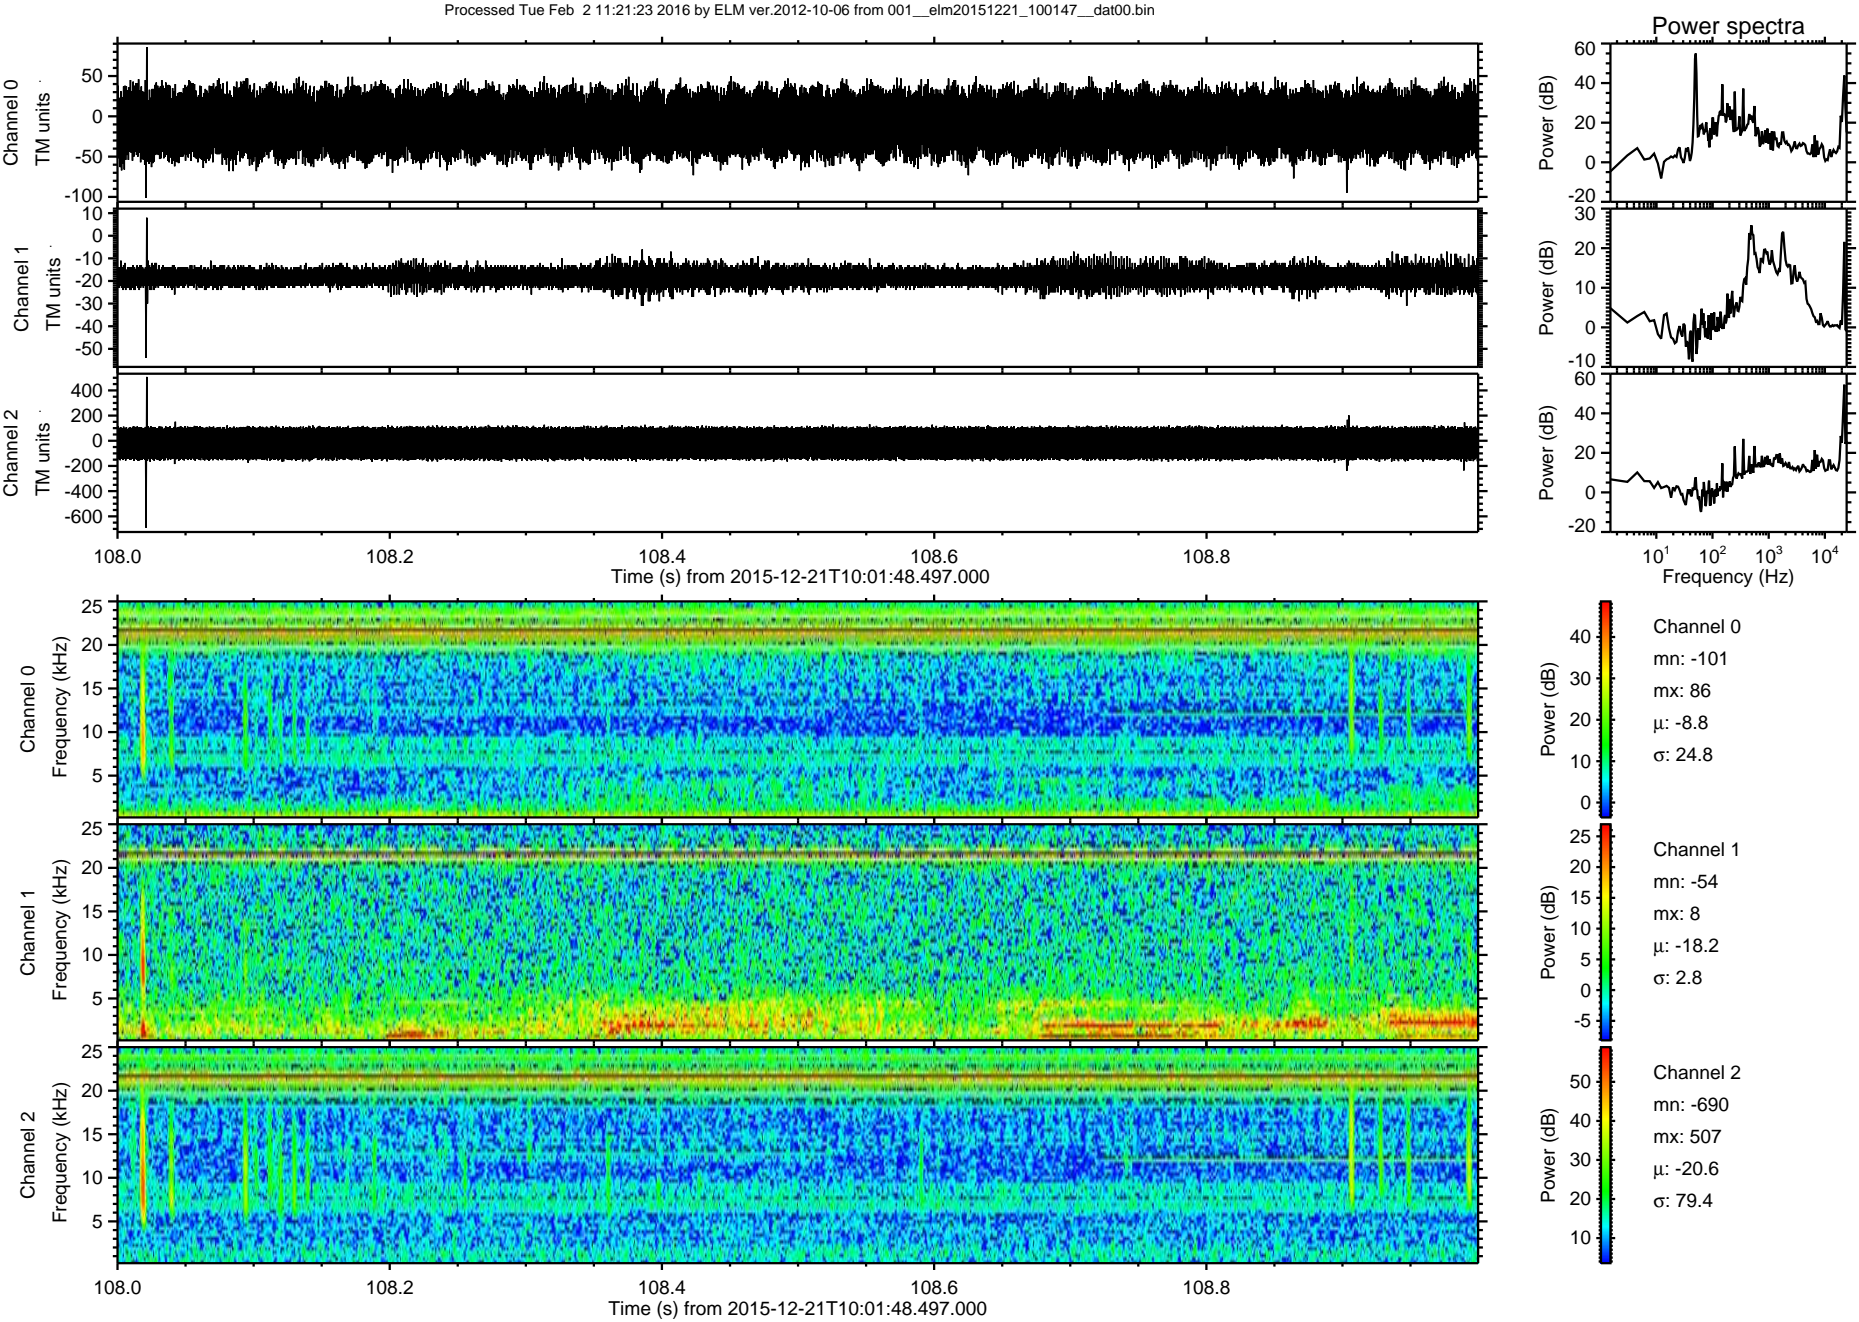 Processed Tue Feb  2 11:21:23 2016 by ELM ver.2012-10-06 from 001__elm20151221_100147__dat00.bin
Power spectra
Channel 0
TM units
50
0
-50
-100
Power (dB)
60
40
20
0
-20
Channel 1
TM units
10
0
-10
-20
-30
-40
-50
Power (dB)
30
20
10
0
-10
Channel 2
TM units
400
200
0
-200
-400
-600
Power (dB)
60
40
20
0
-20
108.0 108.2 108.4 108.6 108.8
Time (s) from 2015-12-21T10:01:48.497.000
10^1 10^2 10^3 10^4
Frequency (Hz)
Channel 0
Frequency (kHz)
25
20
15
10
5
Power (dB)
40
30
20
10
0
Channel 0
mn: -101
mx: 86
μ: -8.8
σ: 24.8
Channel 1
Frequency (kHz)
25
20
15
10
5
Power (dB)
25
20
15
10
5
0
-5
Channel 1
mn: -54
mx: 8
μ: -18.2
σ: 2.8
Channel 2
Frequency (kHz)
25
20
15
10
5
Power (dB)
50
40
30
20
10
Channel 2
mn: -690
mx: 507
μ: -20.6
σ: 79.4
108.0 108.2 108.4 108.6 108.8
Time (s) from 2015-12-21T10:01:48.497.000